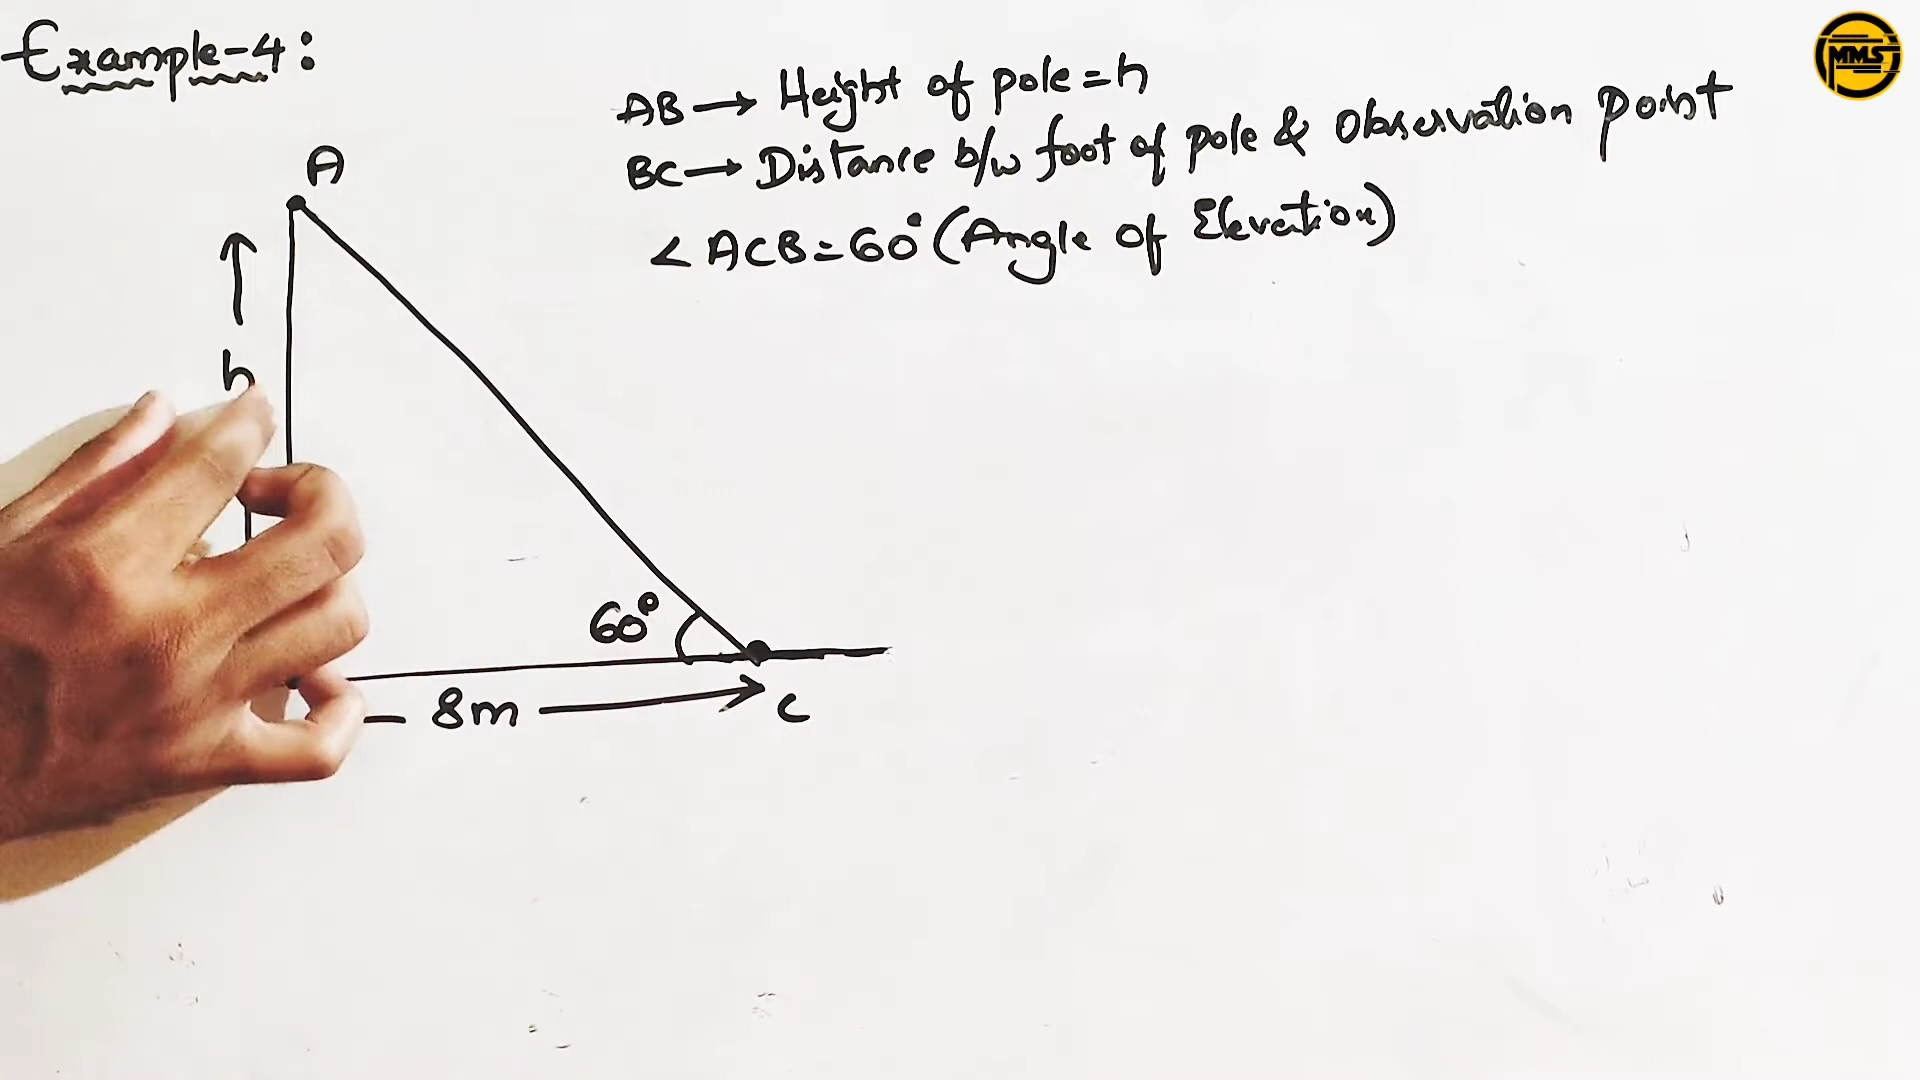 Example-4:
AB → Height of pole = h
BC → Distance b/w foot of pole & Observation point
∠ACB = 60° (Angle of Elevation)
A
h
60°
8m
C
MMS